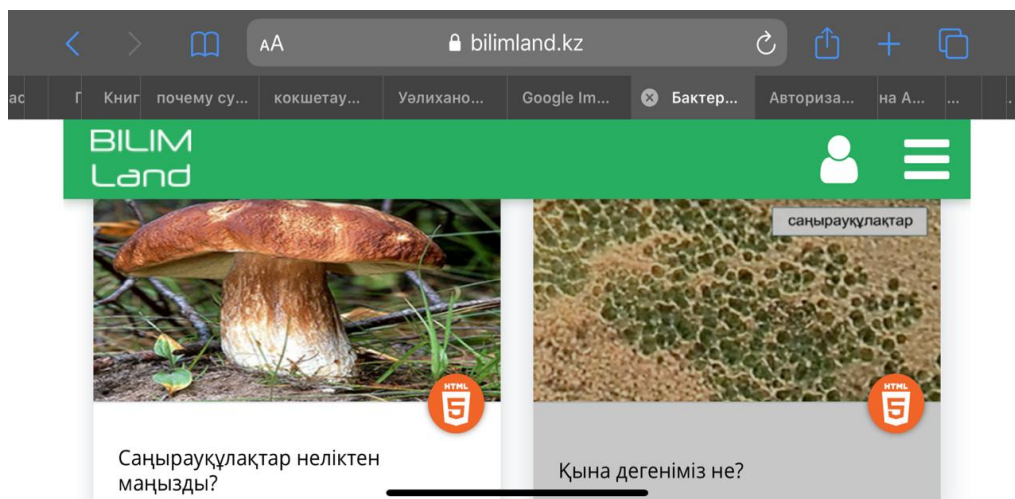 AA bilimland.kz
ас Г Книг почему су... кокшетау... Уәлихано... Google Im... Бактер... Авториза... на А... ... .
BILIM
Land
саңырауқұлақтар
HTML
5
HTML
5
Саңырауқұлақтар неліктен
маңызды?
Қына дегеніміз не?